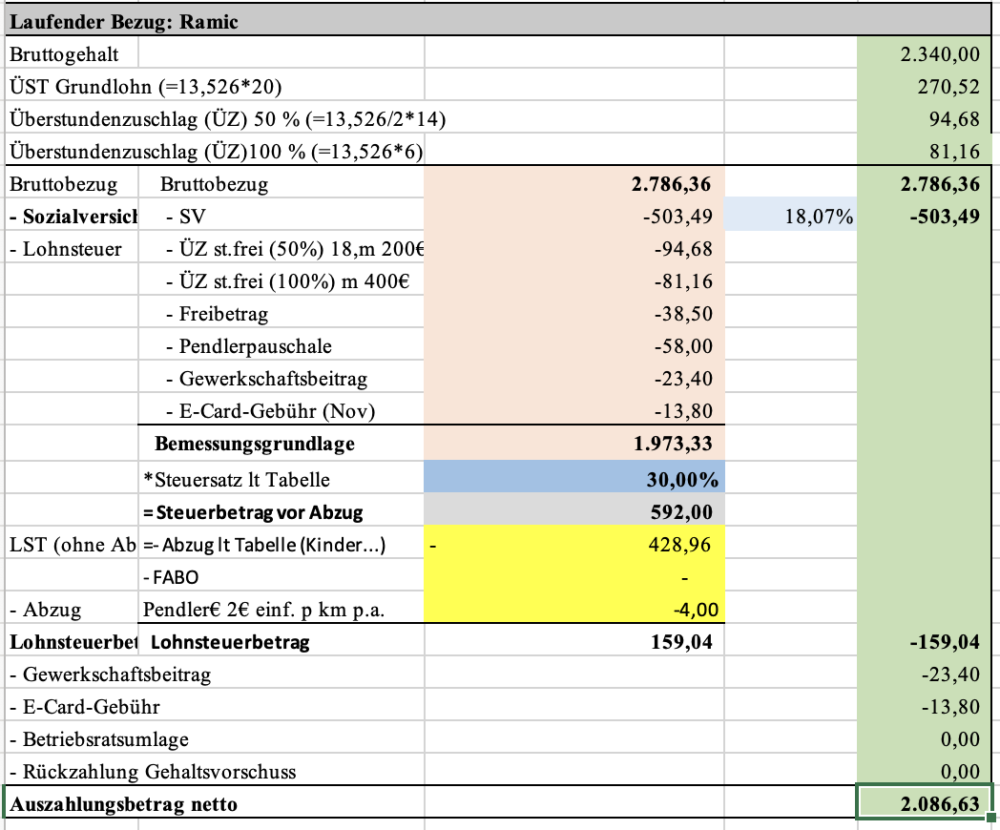 Laufender Bezug: Ramic
Bruttogehalt 2.340,00
ÜST Grundlohn (=13,526*20) 270,52
Überstundenzuschlag (ÜZ) 50 % (=13,526/2*14) 94,68
Überstundenzuschlag (ÜZ)100 % (=13,526*6) 81,16
Bruttobezug Bruttobezug 2.786,36 2.786,36
- Sozialversich - SV -503,49 18,07% -503,49
- Lohnsteuer - ÜZ st.frei (50%) 18,m 200€ -94,68
- ÜZ st.frei (100%) m 400€ -81,16
- Freibetrag -38,50
- Pendlerpauschale -58,00
- Gewerkschaftsbeitrag -23,40
- E-Card-Gebühr (Nov) -13,80
Bemessungsgrundlage 1.973,33
*Steuersatz lt Tabelle 30,00%
=Steuerbetrag vor Abzug 592,00
LST (ohne Ab =- Abzug lt Tabelle (Kinder...) - 428,96
- FABO -
- Abzug Pendler€ 2€ einf. p km p.a. -4,00
Lohnsteuerbet Lohnsteuerbetrag 159,04 -159,04
- Gewerkschaftsbeitrag -23,40
- E-Card-Gebühr -13,80
- Betriebsratsumlage 0,00
- Rückzahlung Gehaltsvorschuss 0,00
Auszahlungsbetrag netto 2.086,63